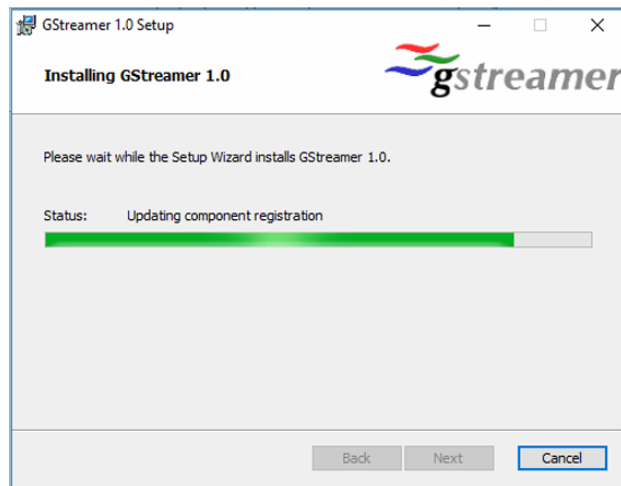 GStreamer 1.0 Setup
Installing GStreamer 1.0
gstreamer
Please wait while the Setup Wizard installs GStreamer 1.0.
Status: Updating component registration
Back Next Cancel